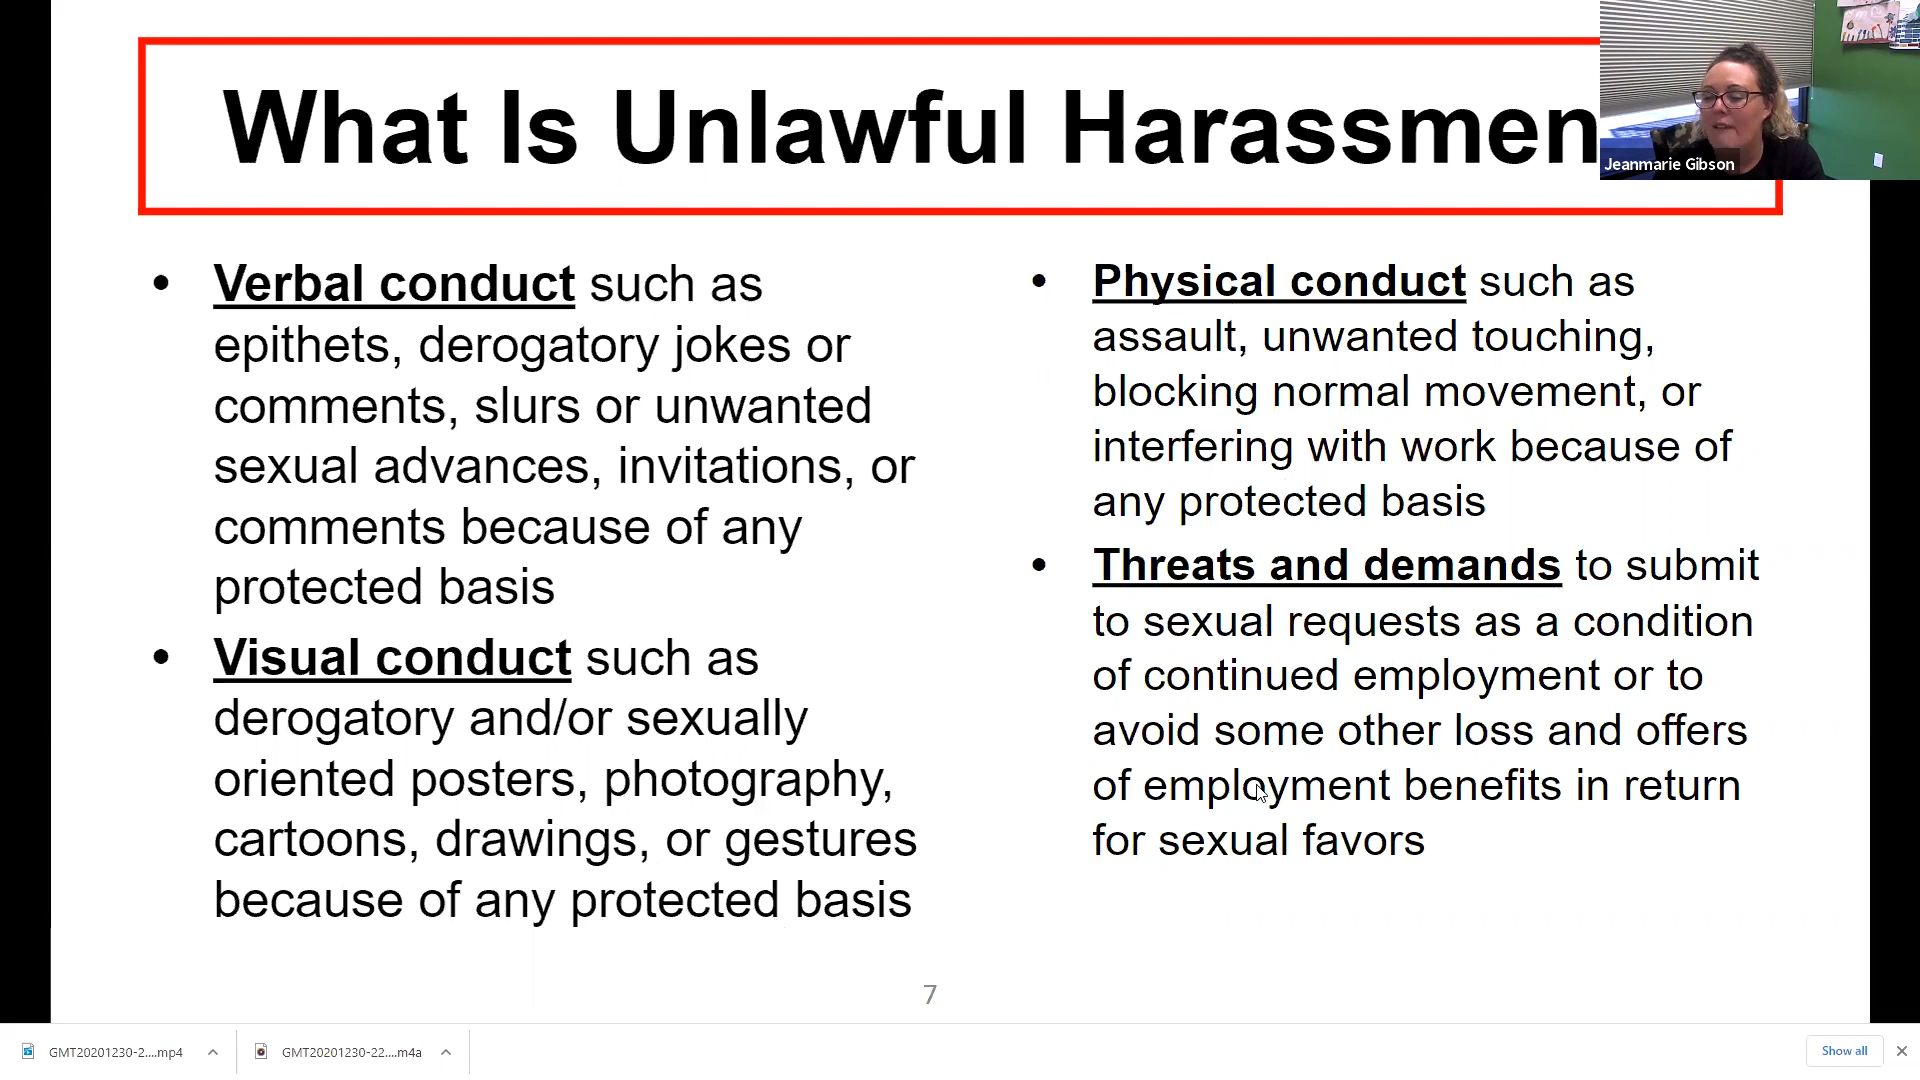 What Is Unlawful Harassmen
Jeanmarie Gibson
• Verbal conduct such as
epithets, derogatory jokes or
comments, slurs or unwanted
sexual advances, invitations, or
comments because of any
protected basis
• Visual conduct such as
derogatory and/or sexually
oriented posters, photography,
cartoons, drawings, or gestures
because of any protected basis
• Physical conduct such as
assault, unwanted touching,
blocking normal movement, or
interfering with work because of
any protected basis
• Threats and demands to submit
to sexual requests as a condition
of continued employment or to
avoid some other loss and offers
of employment benefits in return
for sexual favors
7
GMT20201230-2....mp4
GMT20201230-22....m4a
Show all